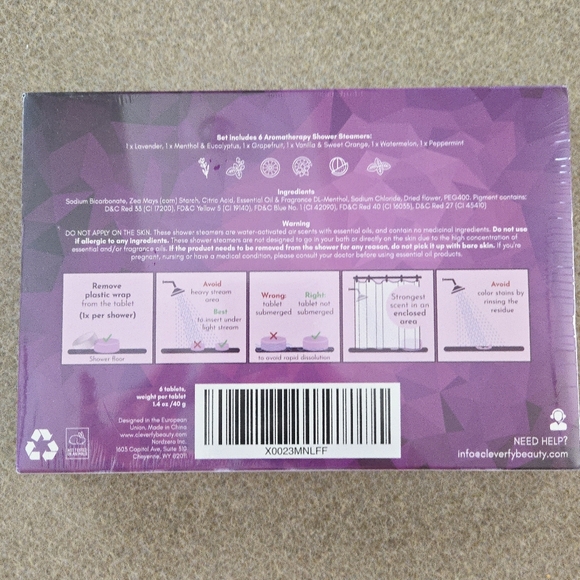 Set Includes 6 Aromatherapy Shower Steamers:
1 x Lavender, 1 x Menthol & Eucalyptus, 1 x Grapefruit, 1 x Vanilla & Sweet Orange, 1 x Watermelon, 1 x Peppermint
Ingredients
Sodium Bicarbonate, Zea Mays (corn) Starch, Citric Acid, Essential Oil & Fragrance DL-Menthol, Sodium Chloride, Dried flower, PEG400. Pigment contains:
D&C Red 33 (CI 17200), FD&C Yellow 5 (CI 19140), FD&C Blue No. 1 (CI 42090), FD&C Red 40 (CI 16035), D&C Red 27 (CI 45410)
Warning
DO NOT APPLY ON THE SKIN. These shower steamers are water-activated air scents with essential oils, and contain no medicinal ingredients. Do not use
if allergic to any ingredients. These shower steamers are not designed to go in your bath or directly on the skin due to the high concentration of
essential and/or fragrance oils. If the product needs to be removed from the shower for any reason, do not pick it up with bare skin. If you're
pregnant, nursing or have a medical condition, please consult your doctor before using essential oil products.
Remove
plastic wrap
from the tablet
(1x per shower)
Shower floor
Avoid
heavy stream
area
Best
to insert under
light stream
Wrong:
tablet
submerged
Right:
tablet not
submerged
to avoid rapid dissolution
Strongest
scent in an
enclosed
area
Avoid
color stains by
rinsing the
residue
6 tablets,
weight per tablet
1.4 oz /40 g
Designed in the European
Union, Made in China
www.cleverfybeauty.com
Nordzera Inc.
1603 Capitol Ave, Suite 310
Cheyenne, WY 82001
X0023MNLFF
NEED HELP?
info@cleverfybeauty.com